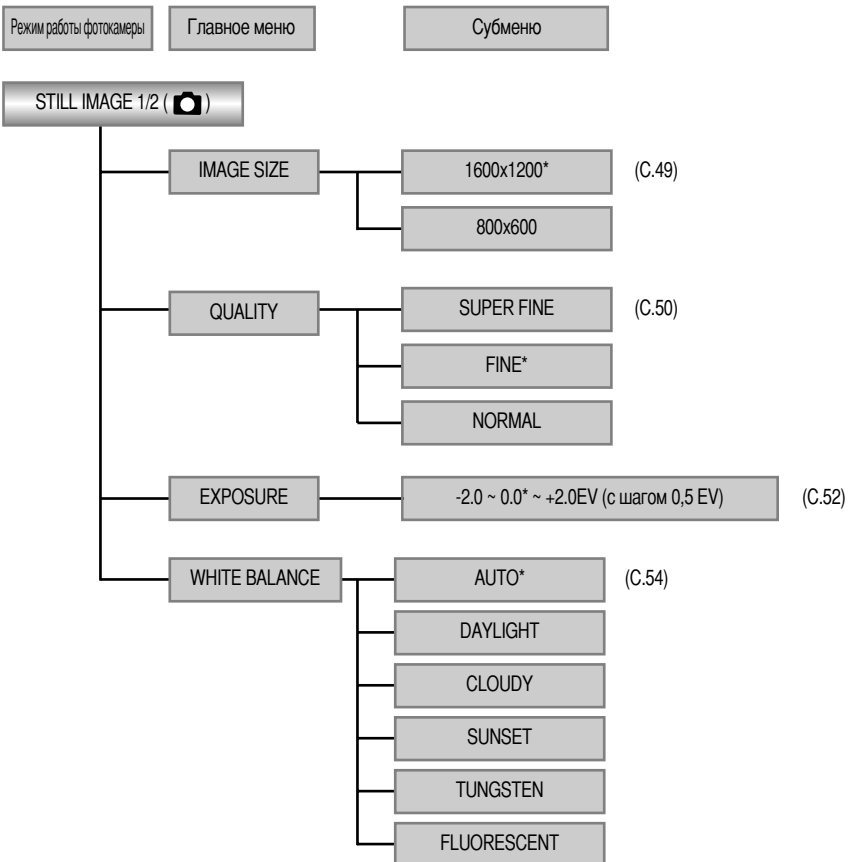 Режим работы фотокамеры Главное меню Субменю
STILL IMAGE 1/2 ( )
IMAGE SIZE 1600x1200* (С.49)
800x600
QUALITY SUPER FINE (С.50)
FINE*
NORMAL
EXPOSURE -2.0 ~ 0.0* ~ +2.0EV (с шагом 0,5 EV) (С.52)
WHITE BALANCE AUTO* (С.54)
DAYLIGHT
CLOUDY
SUNSET
TUNGSTEN
FLUORESCENT